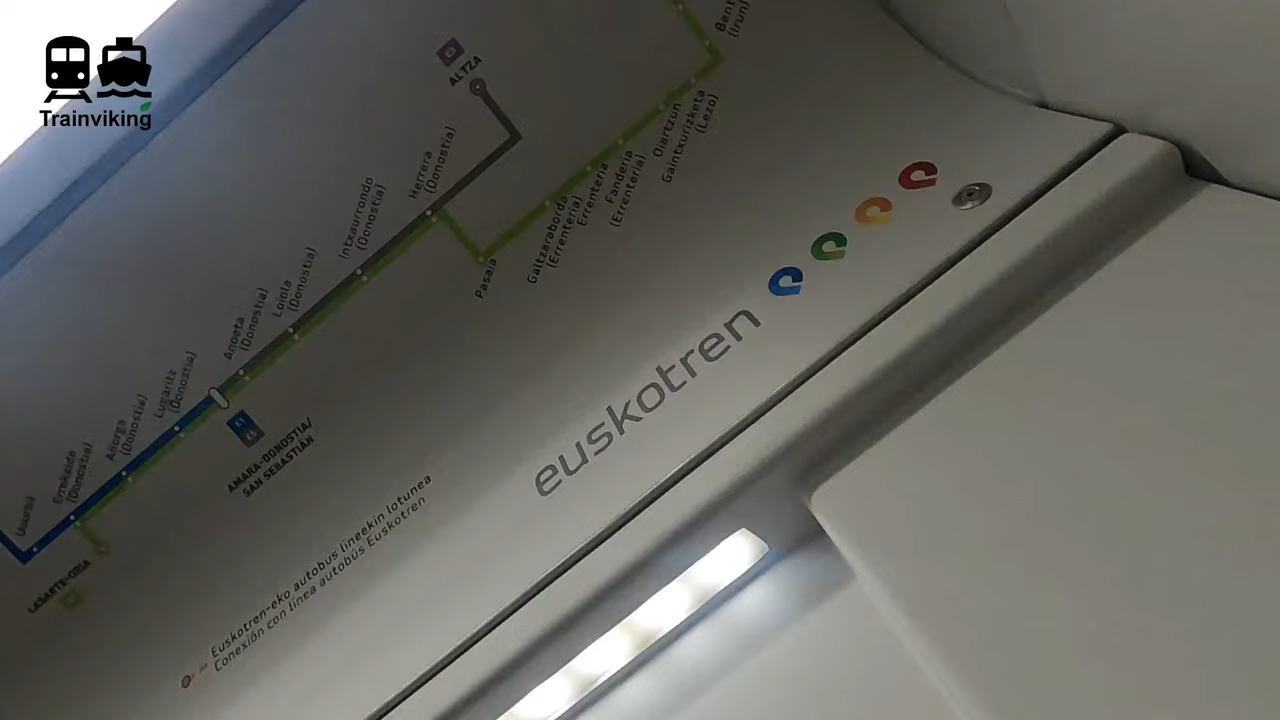 Trainviking
ALTZA
Bent
(Irun)
Herrera
(Donostia)
Oiartzun
Gaintxurizketa
(Lezo)
Fanderia
(Errenteria)
Errenteria
Galtzaraborda
(Errenteria)
Pasaia
Intxaurrondo
(Donostia)
Loiola
(Donostia)
Anoeta
(Donostia)
Lugaritz
(Donostia)
Añorga
(Donostia)
Errekalde
(Donostia)
Usurbil
LASARTE-ORIA
E1
AMARA-DONOSTIA/
SAN SEBASTIÁN
euskotren
Euskotren-eko autobus lineekin lotunea
Conexión con línea autobús Euskotren